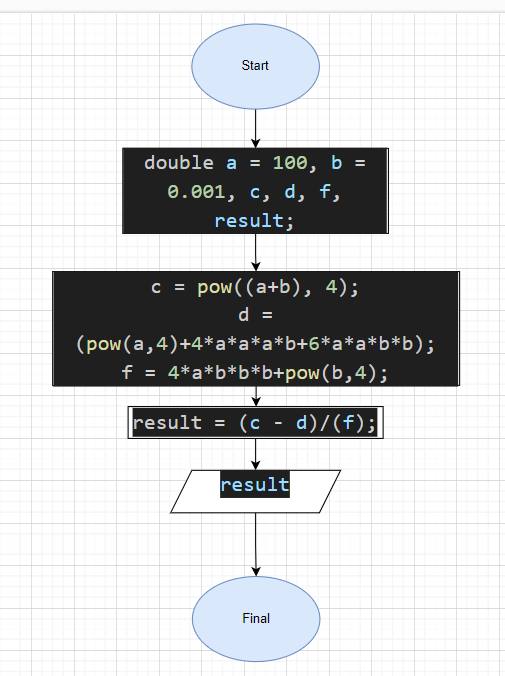 Start
double a = 100, b =
0.001, c, d, f,
result;
c = pow((a+b), 4);
d =
(pow(a,4)+4*a*a*a*b+6*a*a*b*b);
f = 4*a*b*b*b+pow(b,4);
result = (c - d)/(f);
result
Final